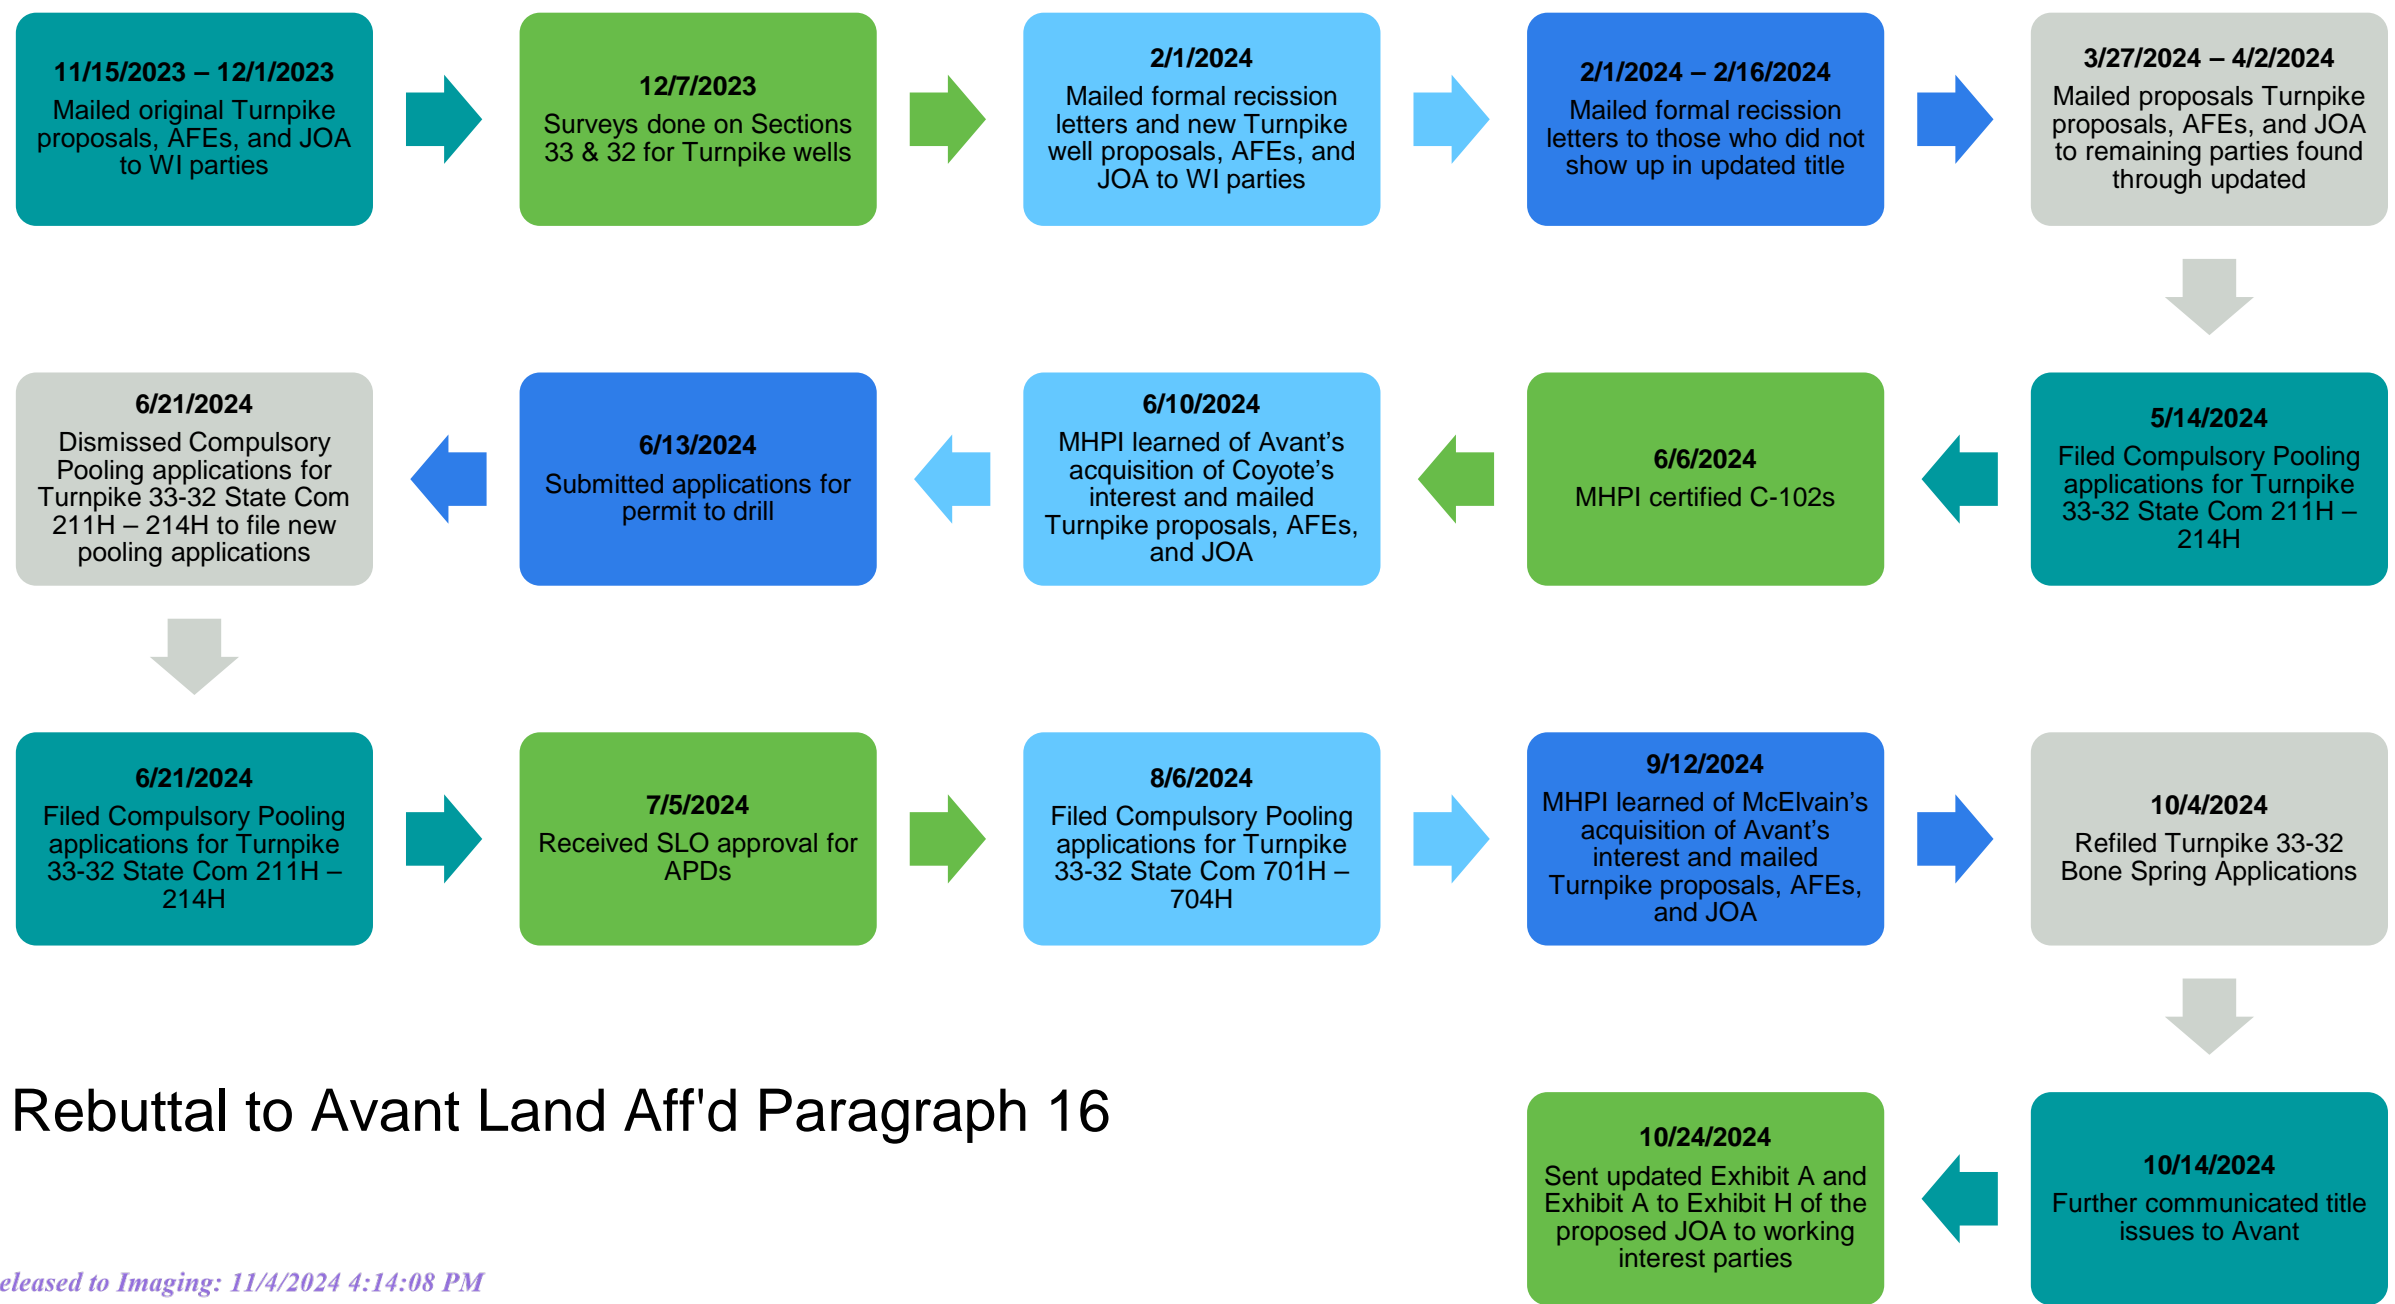 11/15/2023 – 12/1/2023
Mailed original Turnpike
proposals, AFEs, and JOA
to WI parties
12/7/2023
Surveys done on Sections
33 & 32 for Turnpike wells
2/1/2024
Mailed formal recission
letters and new Turnpike
well proposals, AFEs, and
JOA to WI parties
2/1/2024 – 2/16/2024
Mailed formal recission
letters to those who did not
show up in updated title
3/27/2024 – 4/2/2024
Mailed proposals Turnpike
proposals, AFEs, and JOA
to remaining parties found
through updated
5/14/2024
Filed Compulsory Pooling
applications for Turnpike
33-32 State Com 211H –
214H
6/6/2024
MHPI certified C-102s
6/10/2024
MHPI learned of Avant’s
acquisition of Coyote’s
interest and mailed
Turnpike proposals, AFEs,
and JOA
6/13/2024
Submitted applications for
permit to drill
6/21/2024
Dismissed Compulsory
Pooling applications for
Turnpike 33-32 State Com
211H – 214H to file new
pooling applications
6/21/2024
Filed Compulsory Pooling
applications for Turnpike
33-32 State Com 211H –
214H
7/5/2024
Received SLO approval for
APDs
8/6/2024
Filed Compulsory Pooling
applications for Turnpike
33-32 State Com 701H –
704H
9/12/2024
MHPI learned of McElvain’s
acquisition of Avant’s
interest and mailed
Turnpike proposals, AFEs,
and JOA
10/4/2024
Refiled Turnpike 33-32
Bone Spring Applications
10/14/2024
Further communicated title
issues to Avant
10/24/2024
Sent updated Exhibit A and
Exhibit A to Exhibit H of the
proposed JOA to working
interest parties
Rebuttal to Avant Land Aff'd Paragraph 16
eleased to Imaging: 11/4/2024 4:14:08 PM